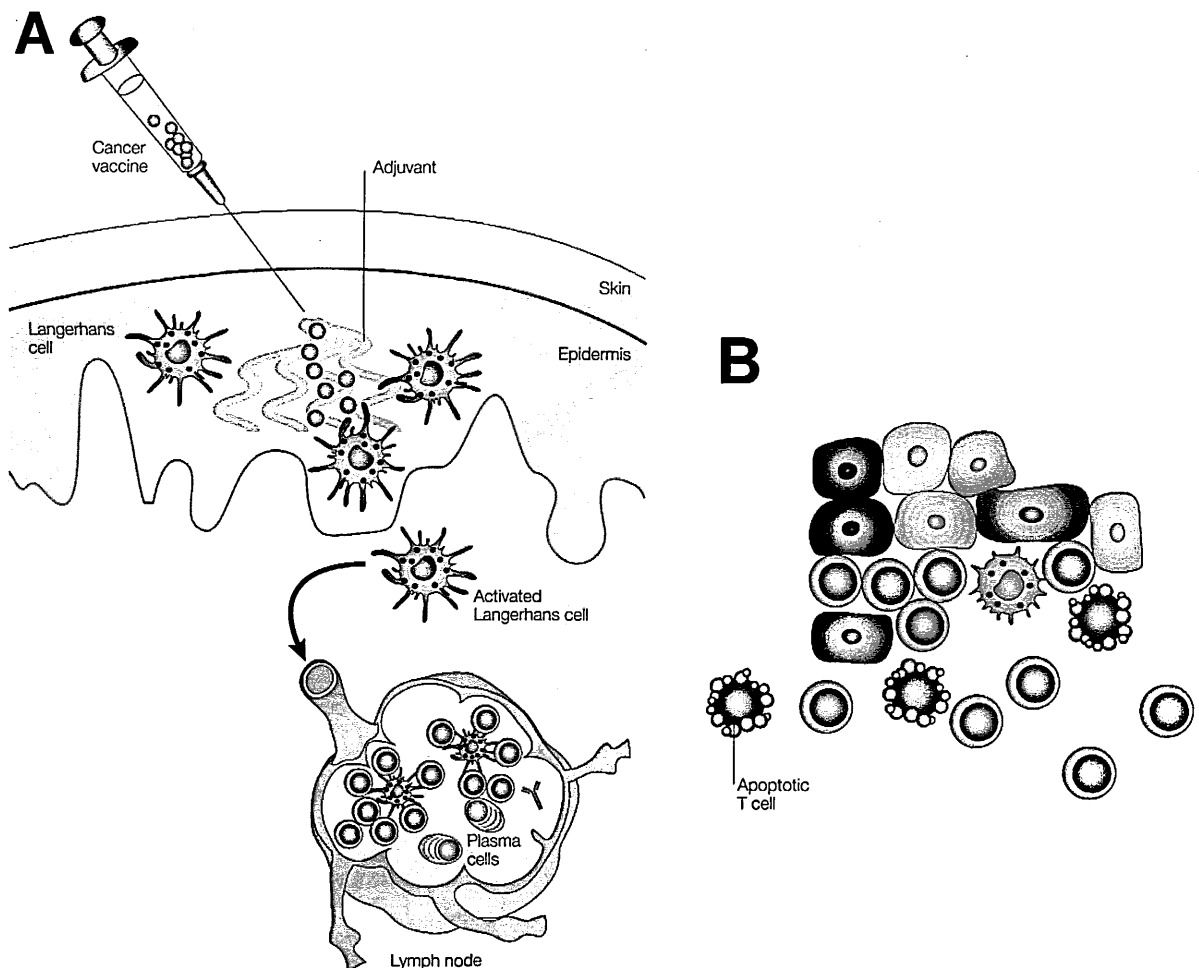 A
Cancer
vaccine
Adjuvant
Skin
Langerhans
cell
Epidermis
B
Activated
Langerhans cell
Apoptotic
T cell
Plasma
cells
Lymph node